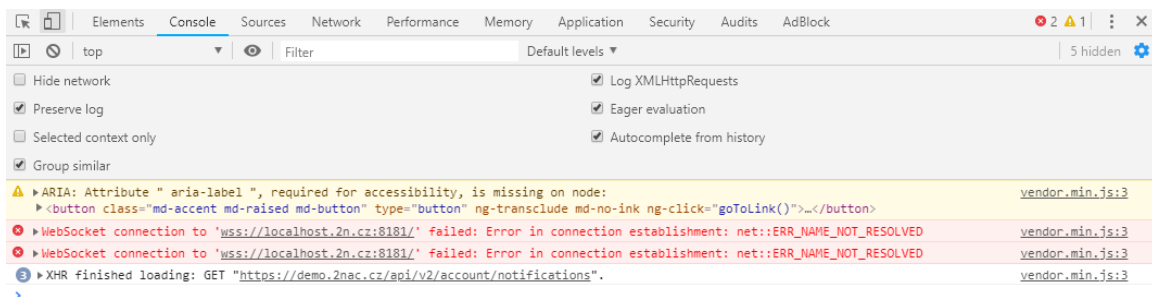 Elements Console Sources Network Performance Memory Application Security Audits AdBlock 2 1
top Filter Default levels ▼ 5 hidden
Hide network Log XMLHttpRequests
Preserve log Eager evaluation
Selected context only Autocomplete from history
Group similar
ARIA: Attribute " aria-label ", required for accessibility, is missing on node: vendor.min.js:3
<button class="md-accent md-raised md-button" type="button" ng-transclude md-no-ink ng-click="goToLink()">…</button>
WebSocket connection to 'wss://localhost.2n.cz:8181/' failed: Error in connection establishment: net::ERR_NAME_NOT_RESOLVED vendor.min.js:3
WebSocket connection to 'wss://localhost.2n.cz:8181/' failed: Error in connection establishment: net::ERR_NAME_NOT_RESOLVED vendor.min.js:3
3 XHR finished loading: GET "https://demo.2nac.cz/api/v2/account/notifications". vendor.min.js:3